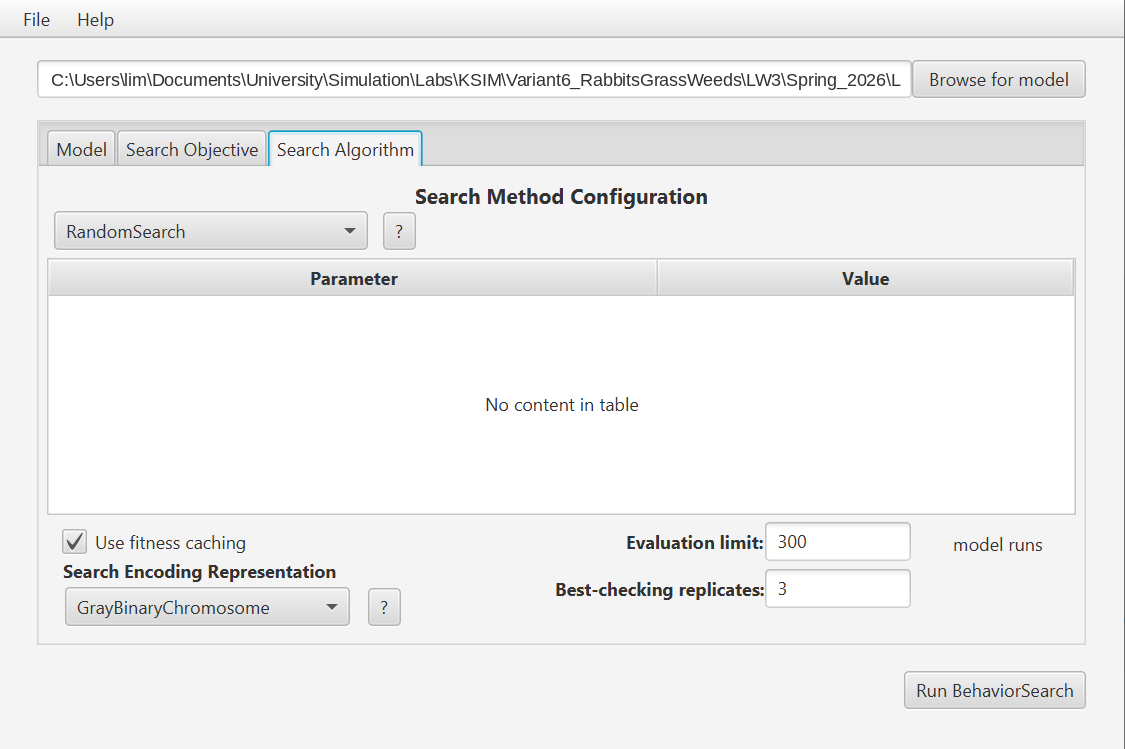 File Help
C:\Users\lim\Documents\University\Simulation\Labs\KSIM\Variant6_RabbitsGrassWeeds\LW3\Spring_2026\L Browse for model
Model Search Objective Search Algorithm
Search Method Configuration
RandomSearch ?
Parameter Value
No content in table
Use fitness caching Evaluation limit: 300 model runs
Search Encoding Representation
Best-checking replicates: 3
GrayBinaryChromosome ?
Run BehaviorSearch